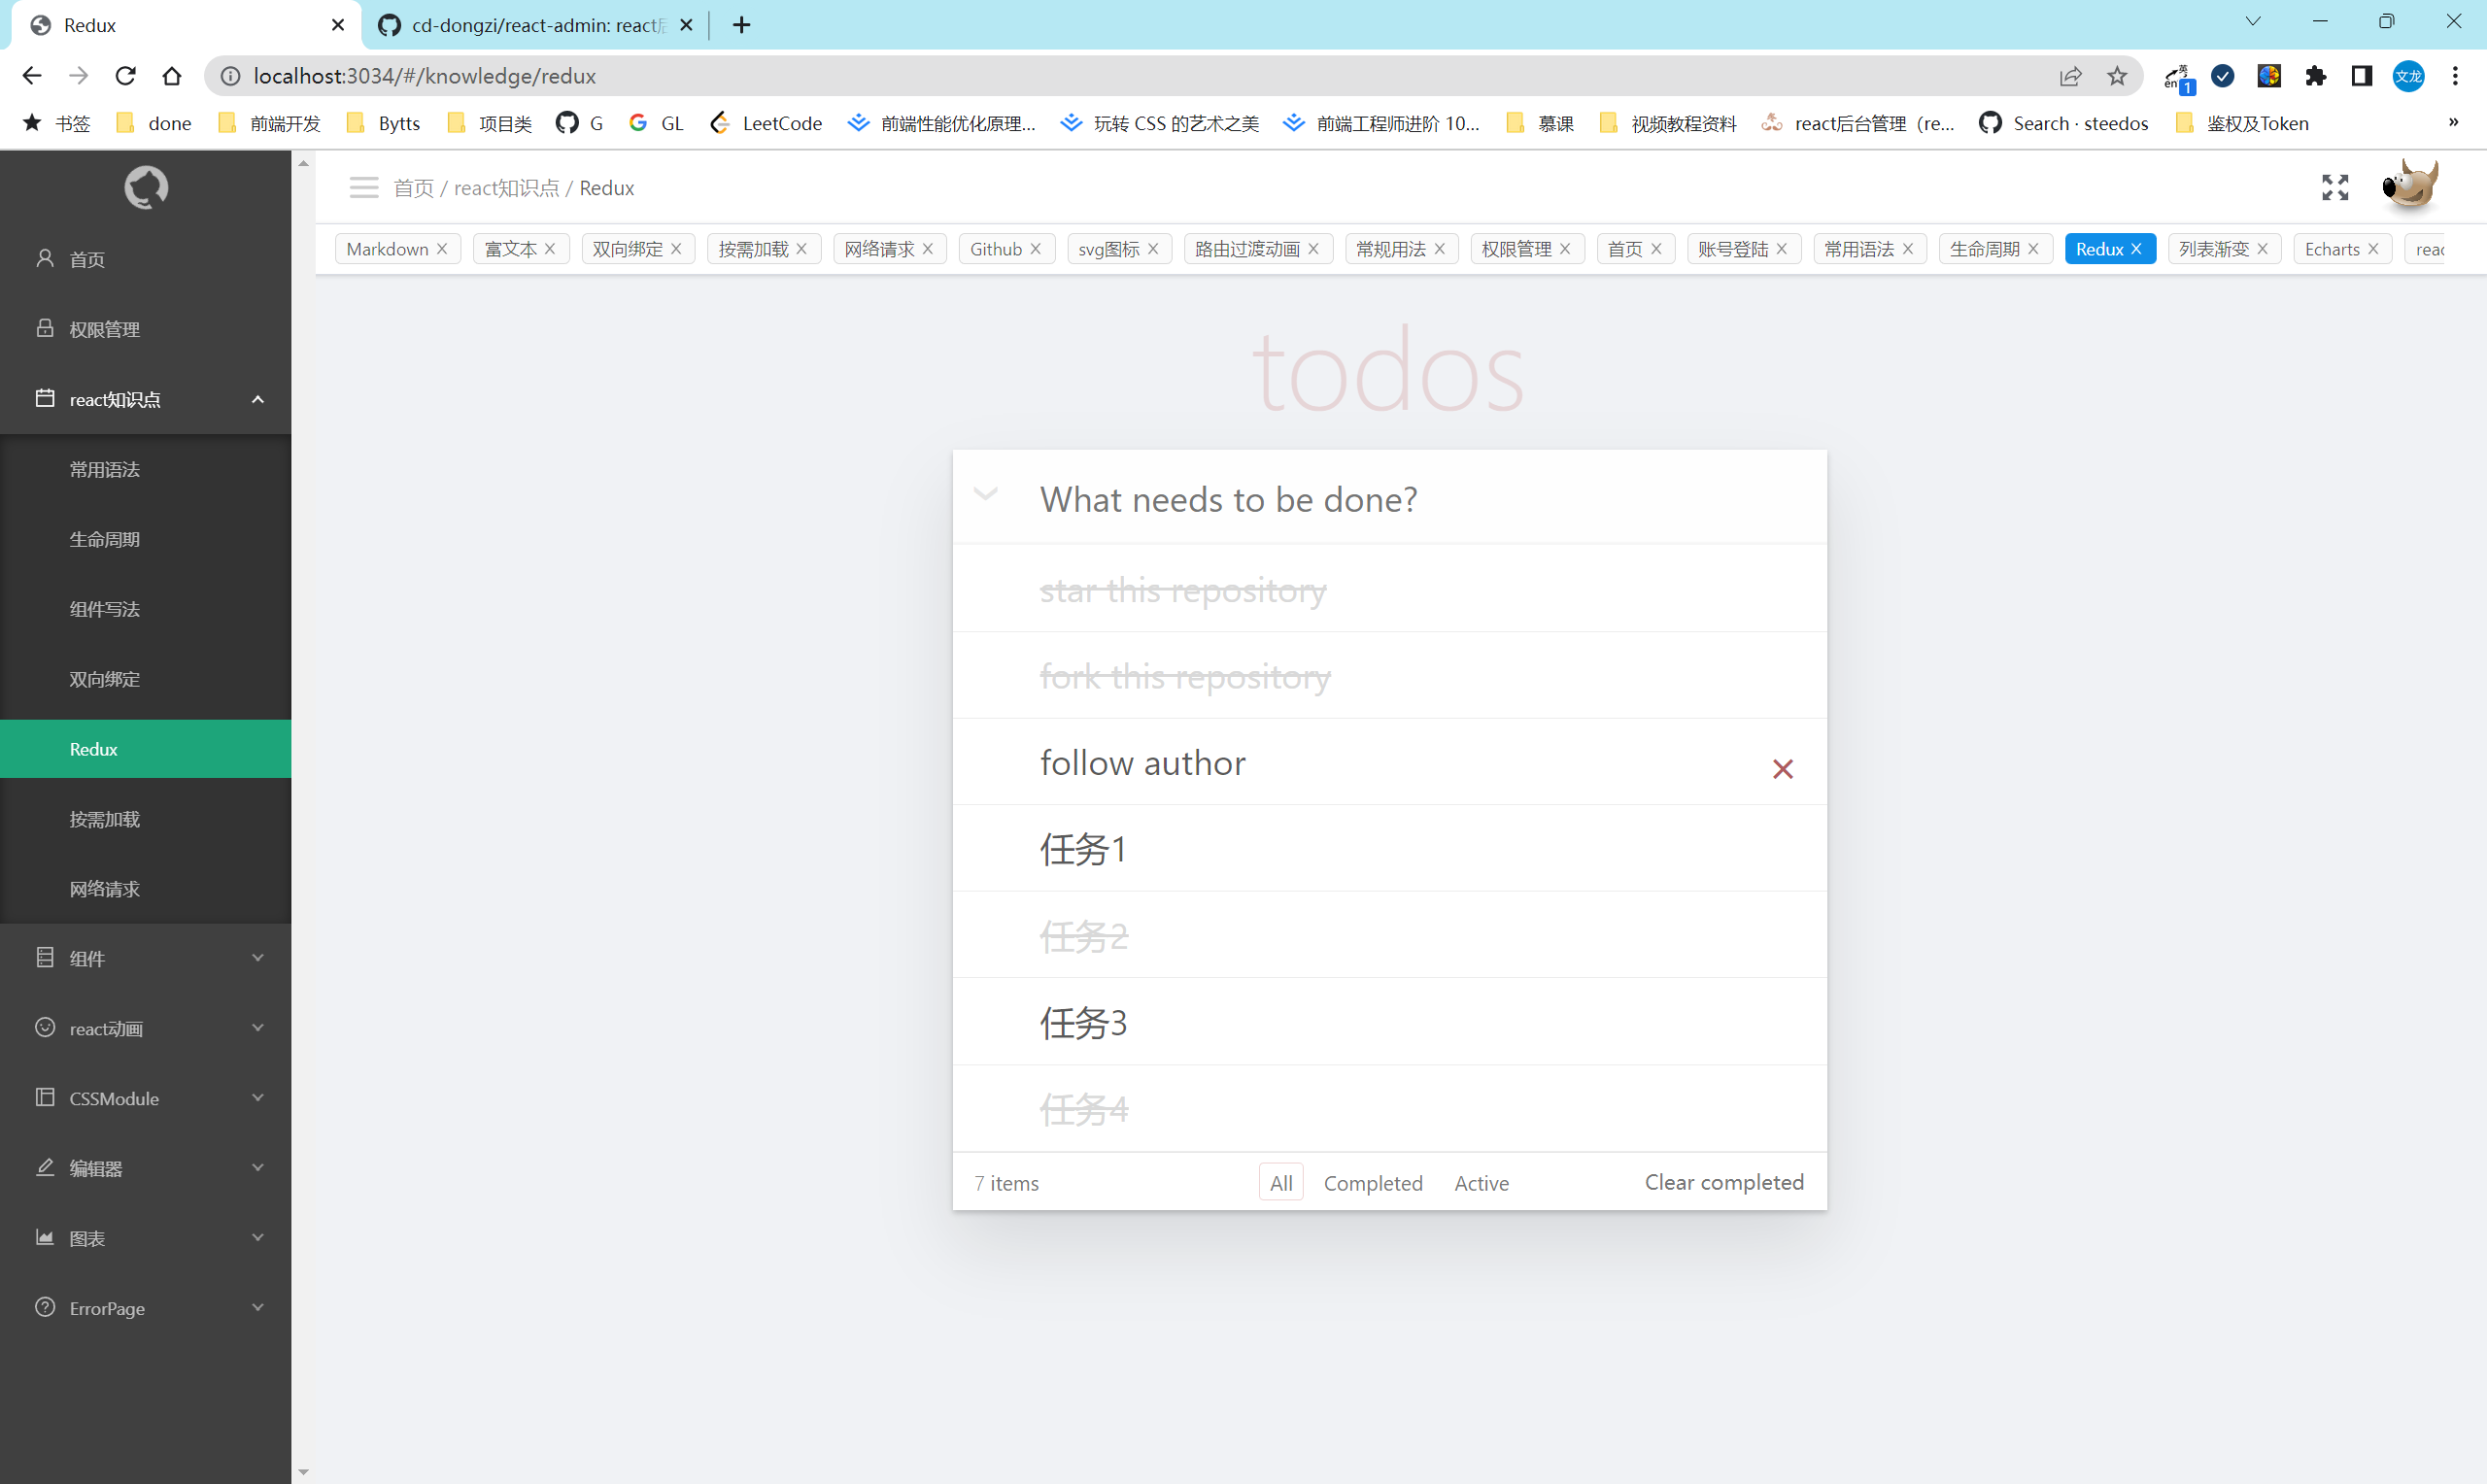 Redux
cd-dongzi/react-admin: react后
localhost:3034/#/knowledge/redux
英
en
1
文龙
书签 done 前端开发 Bytts 项目类 G GL LeetCode 前端性能优化原理... 玩转 CSS 的艺术之美 前端工程师进阶 10... 慕课 视频教程资料 react后台管理（re... Search · steedos 鉴权及Token »
首页 / react知识点 / Redux
Markdown 富文本 双向绑定 按需加载 网络请求 Github svg图标 路由过渡动画 常规用法 权限管理 首页 账号登陆 常用语法 生命周期 Redux 列表渐变 Echarts reac
首页
权限管理
react知识点
常用语法
生命周期
组件写法
双向绑定
Redux
按需加载
网络请求
组件
react动画
CSSModule
编辑器
图表
ErrorPage
todos
What needs to be done?
star this repository
fork this repository
follow author
任务1
任务2
任务3
任务4
7 items All Completed Active Clear completed